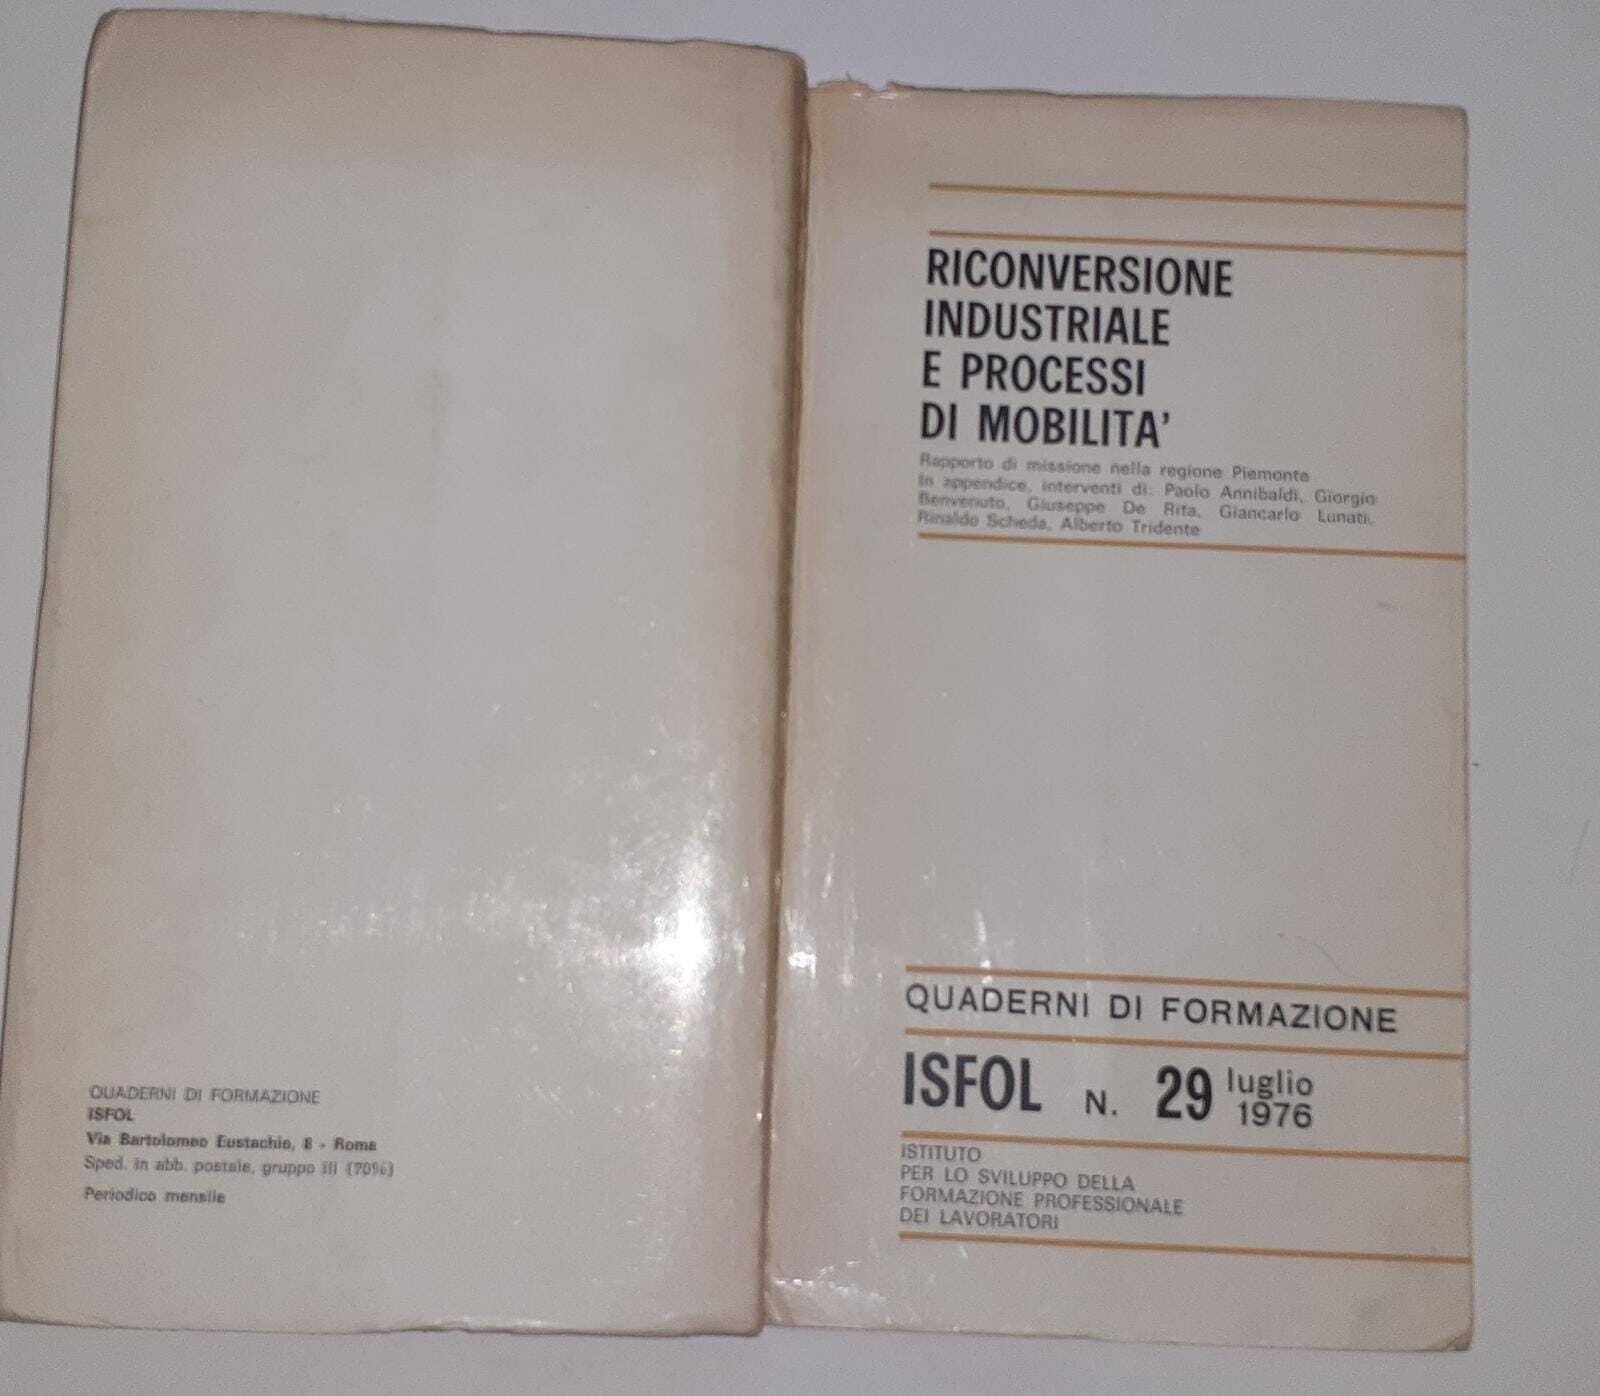 RICONVERSIONE
INDUSTRIALE
E PROCESSI
DI MOBILITA'
Rapporto di missione nella regione Piemonte
In appendice, interventi di: Paolo Annibaldi, Giorgio
Benvenuto, Giuseppe De Rita, Giancarlo Lunati,
Rinaldo Scheda, Alberto Tridente
QUADERNI DI FORMAZIONE
ISFOL N. 29 luglio
1976
ISTITUTO
PER LO SVILUPPO DELLA
FORMAZIONE PROFESSIONALE
DEI LAVORATORI
QUADERNI DI FORMAZIONE
ISFOL
Via Bartolomeo Eustachio, 8 - Roma
Sped. in abb. postale, gruppo III (70%)
Periodico mensile